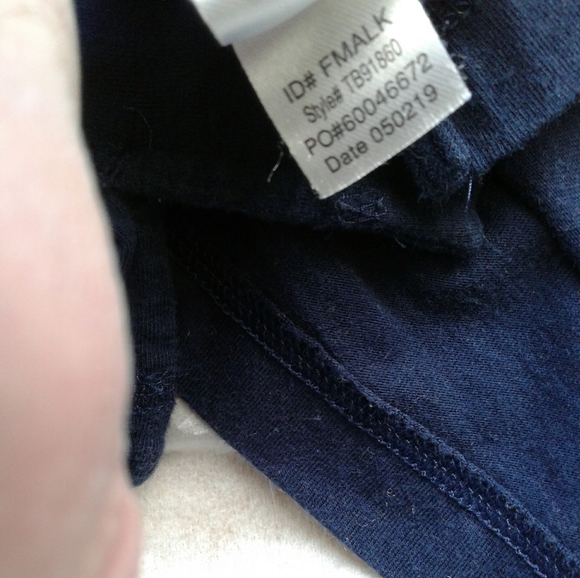 ID# FMALK
Style# TB91860
PO#60046672
Date 050219